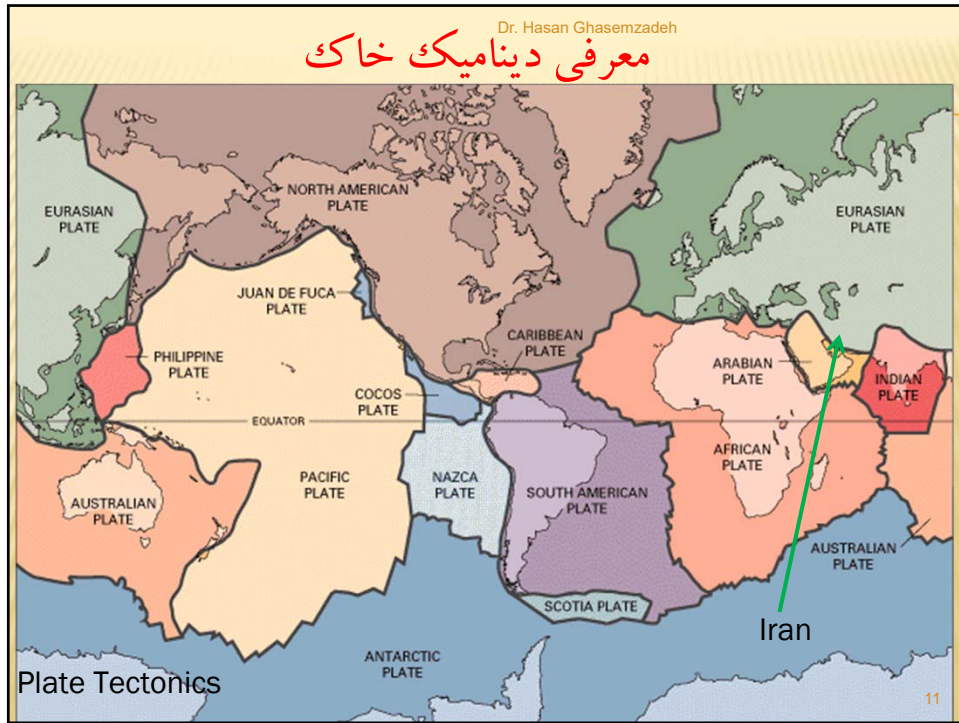 Dr. Hasan Ghasemzadeh
معرفی دینامیک خاک
NORTH AMERICAN
PLATE
EURASIAN
PLATE
EURASIAN
PLATE
JUAN DE FUCA
PLATE
CARIBBEAN
PLATE
PHILIPPINE
PLATE
ARABIAN
PLATE
INDIAN
PLATE
COCOS
PLATE
EQUATOR
AFRICAN
PLATE
PACIFIC
PLATE
NAZCA
PLATE
SOUTH AMERICAN
PLATE
AUSTRALIAN
PLATE
AUSTRALIAN
PLATE
SCOTIA PLATE
Iran
ANTARCTIC
PLATE
Plate Tectonics
11